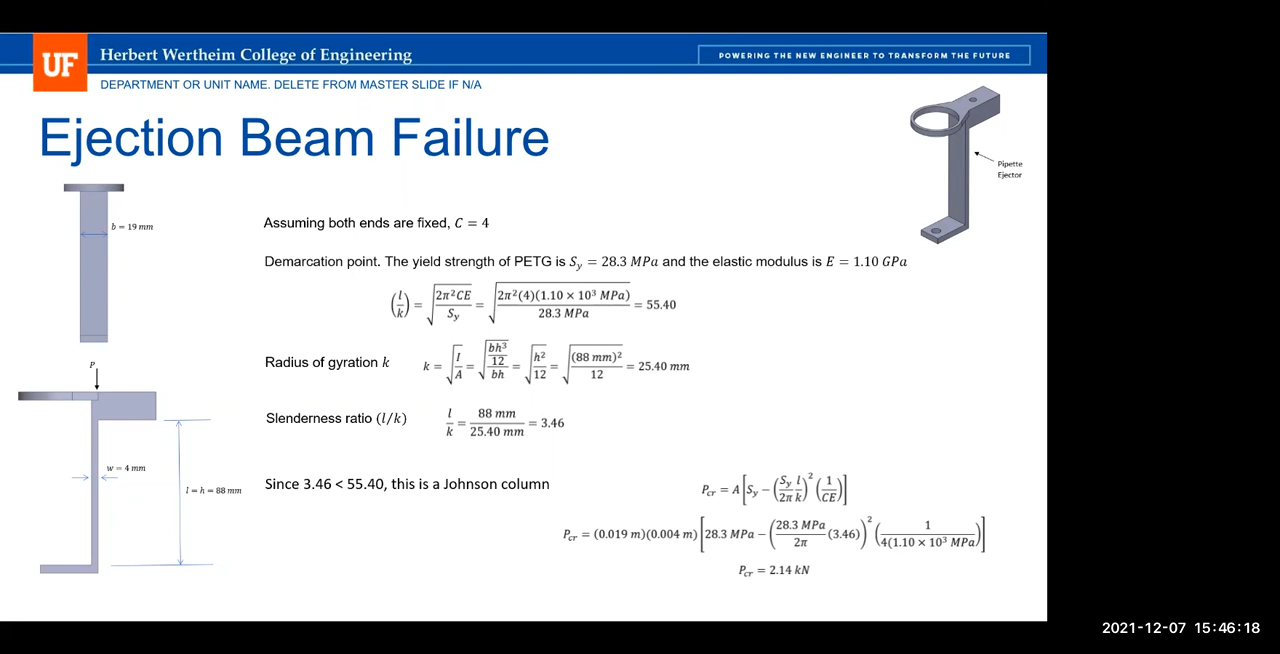 UF
Herbert Wertheim College of Engineering
POWERING THE NEW ENGINEER TO TRANSFORM THE FUTURE
DEPARTMENT OR UNIT NAME. DELETE FROM MASTER SLIDE IF N/A
Ejection Beam Failure
Pipette
Ejector
b = 19 mm
Assuming both ends are fixed, C = 4
Demarcation point. The yield strength of PETG is S_y = 28.3 MPa and the elastic modulus is E = 1.10 GPa
(l/k) = √(2π²CE/S_y) = √(2π²(4)(1.10 × 10³ MPa)/28.3 MPa) = 55.40
Radius of gyration k
k = √(I/A) = √((bh³/12)/(bh)) = √(h²/12) = √((88 mm)²/12) = 25.40 mm
P
Slenderness ratio (l/k)
l/k = 88 mm/25.40 mm = 3.46
w = 4 mm
l = h = 88 mm
Since 3.46 < 55.40, this is a Johnson column
P_cr = A[S_y − (S_y/2π l/k)² (1/CE)]
P_cr = (0.019 m)(0.004 m)[28.3 MPa − (28.3 MPa/2π (3.46))² (1/4(1.10 × 10³ MPa)]
P_cr = 2.14 kN
2021-12-07 15:46:18